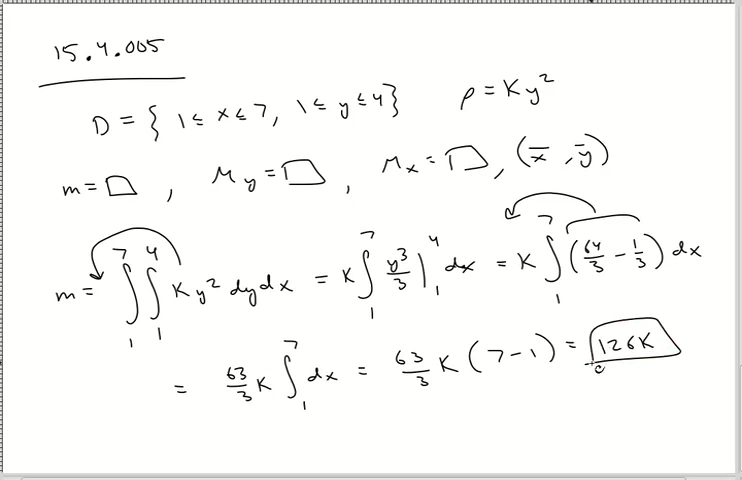 15.4.005
D = { 1 ≤ x ≤ 7, 1 ≤ y ≤ 4} ρ = Ky²
m = □ , My = □ , Mx = □ , (x̄ , ȳ)
m = ∫₁⁷ ∫₁⁴ K y² dy dx = K ∫₁⁷ y³/3 |₁⁴ dx = K ∫₁⁷ (64/3 − 1/3) dx
= 63/3 K ∫₁⁷ dx = 63/3 K (7 − 1) = 126K